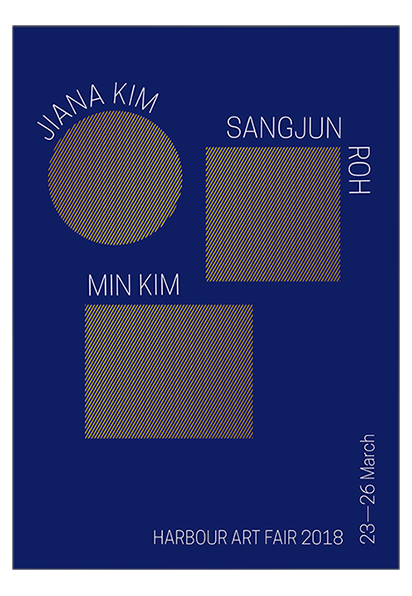 JIANA KIM
SANGJUN
ROH
MIN KIM
23—26 March
HARBOUR ART FAIR 2018